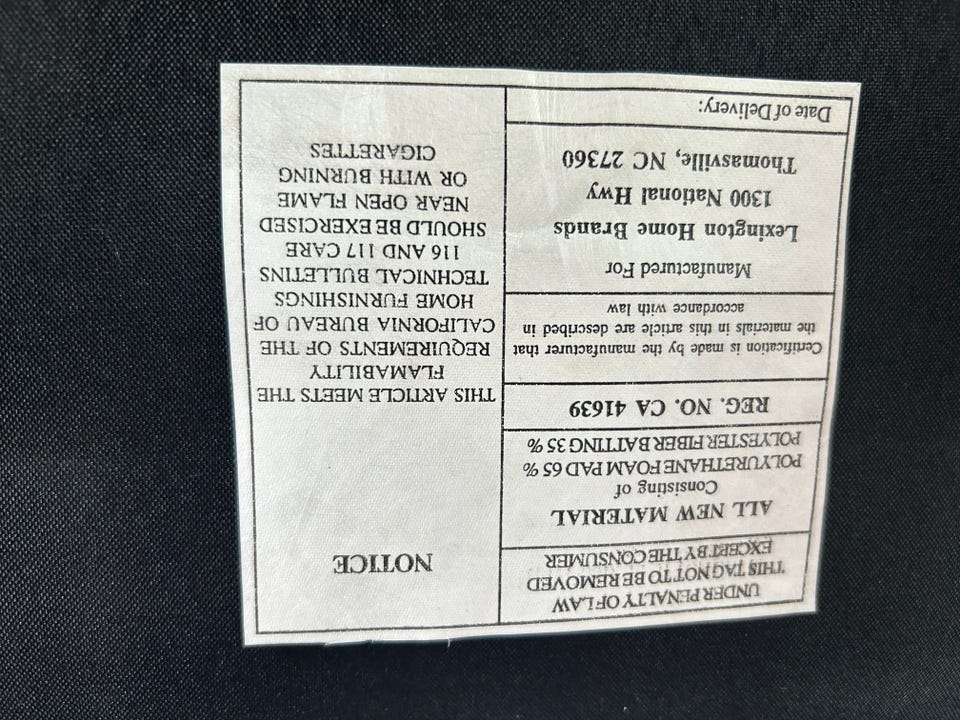 UNDER PENALTY OF LAW
THIS TAG NOT TO BE REMOVED
EXCEPT BY THE CONSUMER
ALL NEW MATERIAL
Consisting of
POLYURETHANE FOAM PAD 65 %
POLYESTER FIBER BATTING 35 %
REG. NO. CA 41639
Certification is made by the manufacturer that
the materials in this article are described in
accordance with law
Manufactured For
Lexington Home Brands
1300 National Hwy
Thomasville, NC 27360
Date of Delivery:
NOTICE
THIS ARTICLE MEETS THE
FLAMABILITY
REQUIREMENTS OF THE
CALIFORNIA BUREAU OF
HOME FURNISHINGS
TECHNICAL BULLETINS
116 AND 117 CARE
SHOULD BE EXERCISED
NEAR OPEN FLAME
OR WITH BURNING
CIGARETTES